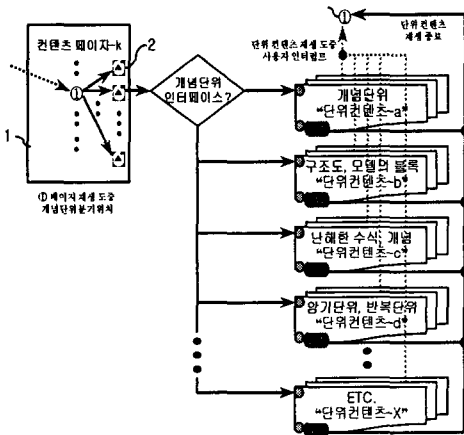 ①
단위 컨텐츠
재생 종료
단위 컨텐츠 재생 도중
사용자 인터럽트
컨텐츠 페이지-k
2
①
1
① 페이지 재생 도중
개념단위 분기위치
개념단위
인터페이스?
개념단위
“단위컨텐츠~a”
구조도, 모델의 블록
“단위컨텐츠~b”
난해한 수식, 개념
“단위컨텐츠~c”
암기단위, 반복단위
“단위컨텐츠~d”
ETC.
“단위컨텐츠~X”